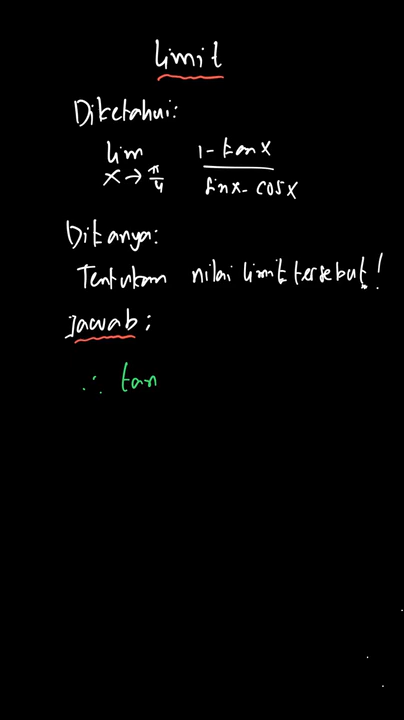 Limit
Diketahui:
lim 1 - tan x
x → π/4 sin x - cos x
Ditanya:
Tentukan nilai limit tersebut!
Jawab:
∴ tan